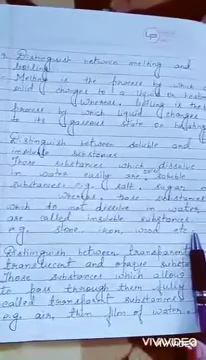 Distinguish between melting and
boiling
Melting is the process by which
solid changes to a liquid on heating
Whereas, boiling is the
process by which liquid changes
to its gaseous state on heating
Distinguish between soluble and
insoluble substances
Those substances which dissolve
in water easily are soluble
substances. e.g. salt, sugar
Whereas those substances
which do not dissolve in water
are called insoluble substances
e.g. stone, iron, wood etc
Distinguish between transparent
translucent and opaque
Those substances which allows
to pass through them fully
called transparent substances
e.g. air, thin film of water.
VIVAVIDEO